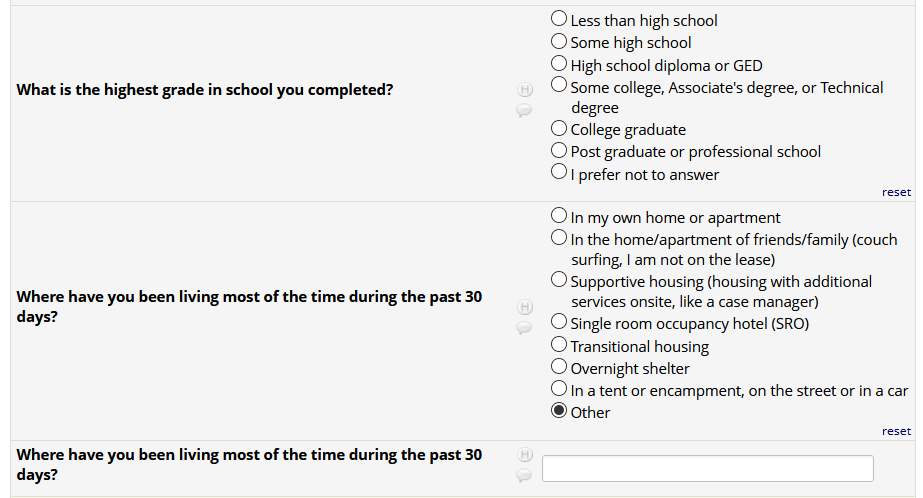 What is the highest grade in school you completed?
H
Less than high school
Some high school
High school diploma or GED
Some college, Associate's degree, or Technical
degree
College graduate
Post graduate or professional school
I prefer not to answer
reset
Where have you been living most of the time during the past 30
days?
H
In my own home or apartment
In the home/apartment of friends/family (couch
surfing, I am not on the lease)
Supportive housing (housing with additional
services onsite, like a case manager)
Single room occupancy hotel (SRO)
Transitional housing
Overnight shelter
In a tent or encampment, on the street or in a car
Other
reset
Where have you been living most of the time during the past 30
days?
H